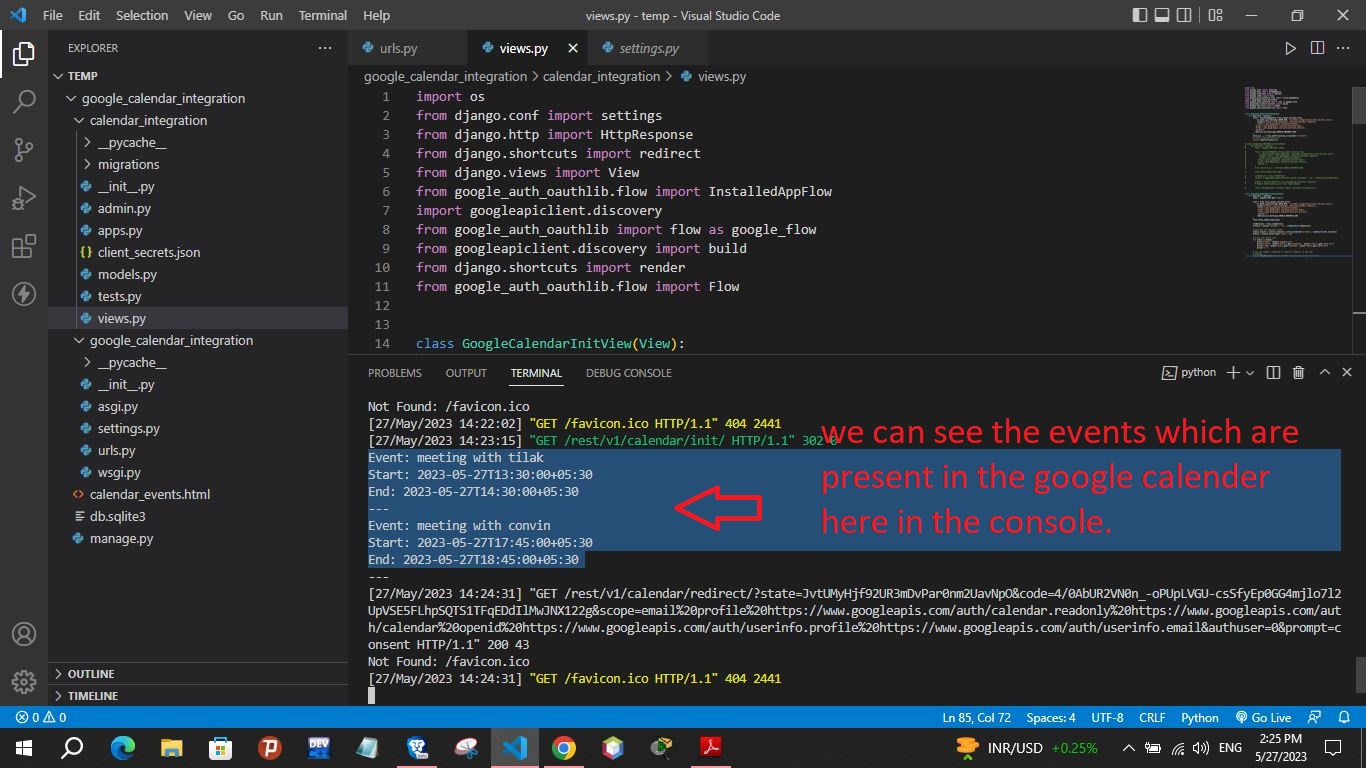 File Edit Selection View Go Run Terminal Help
views.py - temp - Visual Studio Code
EXPLORER
TEMP
google_calendar_integration
calendar_integration
__pycache__
migrations
__init__.py
admin.py
apps.py
{} client_secrets.json
models.py
tests.py
views.py
google_calendar_integration
__pycache__
__init__.py
asgi.py
settings.py
urls.py
wsgi.py
<> calendar_events.html
db.sqlite3
manage.py
OUTLINE
TIMELINE
urls.py
views.py
settings.py
google_calendar_integration > calendar_integration > views.py
1 import os
2 from django.conf import settings
3 from django.http import HttpResponse
4 from django.shortcuts import redirect
5 from django.views import View
6 from google_auth_oauthlib.flow import InstalledAppFlow
7 import googleapiclient.discovery
8 from google_auth_oauthlib import flow as google_flow
9 from googleapiclient.discovery import build
10 from django.shortcuts import render
11 from google_auth_oauthlib.flow import Flow
12
13
14 class GoogleCalendarInitView(View):
PROBLEMS OUTPUT TERMINAL DEBUG CONSOLE
python
Not Found: /favicon.ico
[27/May/2023 14:22:02] "GET /favicon.ico HTTP/1.1" 404 2441
[27/May/2023 14:23:15] "GET /rest/v1/calendar/init/ HTTP/1.1" 302 0
Event: meeting with tilak
Start: 2023-05-27T13:30:00+05:30
End: 2023-05-27T14:30:00+05:30
---
Event: meeting with convin
Start: 2023-05-27T17:45:00+05:30
End: 2023-05-27T18:45:00+05:30
---
[27/May/2023 14:24:31] "GET /rest/v1/calendar/redirect/?state=JvtUMyHjf92UR3mDvPar0nm2UavNpO&code=4/0AbUR2VN0n_-oPUpLVGU-csSfyEp0GG4mjlo7l2
UpVSE5FLhpSQTS1TFqEDdIlMwJNX122g&scope=email%20profile%20https://www.googleapis.com/auth/calendar.readonly%20https://www.googleapis.com/aut
h/calendar%20openid%20https://www.googleapis.com/auth/userinfo.profile%20https://www.googleapis.com/auth/userinfo.email&authuser=0&prompt=c
onsent HTTP/1.1" 200 43
Not Found: /favicon.ico
[27/May/2023 14:24:31] "GET /favicon.ico HTTP/1.1" 404 2441
we can see the events which are
present in the google calender
here in the console.
0 0
Ln 85, Col 72 Spaces: 4 UTF-8 CRLF Python Go Live
DEV
INR/USD +0.25%
ENG
2:25 PM
5/27/2023